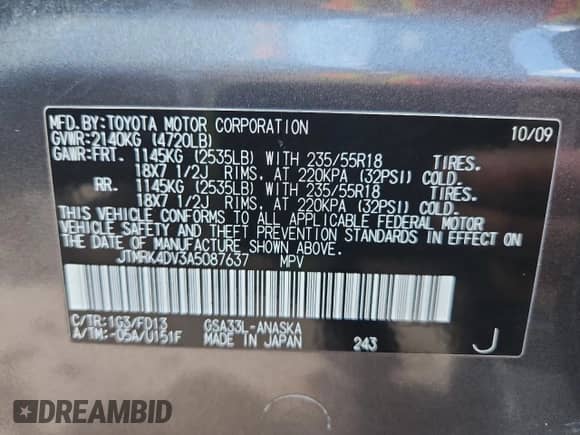 MFD.BY:TOYOTA MOTOR CORPORATION 10/09
GVWR:2140KG (4720LB)
GAWR:FRT. 1145KG (2535LB) WITH 235/55R18 TIRES.
18X7 1/2J RIMS. AT 220KPA (32PSI) COLD.
RR. 1145KG (2535LB) WITH 235/55R18 TIRES.
18X7 1/2J RIMS. AT 220KPA (32PSI) COLD.
THIS VEHICLE CONFORMS TO ALL APPLICABLE FEDERAL MOTOR
VEHICLE SAFETY AND THEFT PREVENTION STANDARDS IN EFFECT ON
THE DATE OF MANUFACTURE SHOWN ABOVE.
JTMRK4DV3A5087637 MPV
C/TR:1G3/FD13 GSA33L-ANASKA
A/TM:-05A/U151F MADE IN JAPAN 243 J
DREAMBID